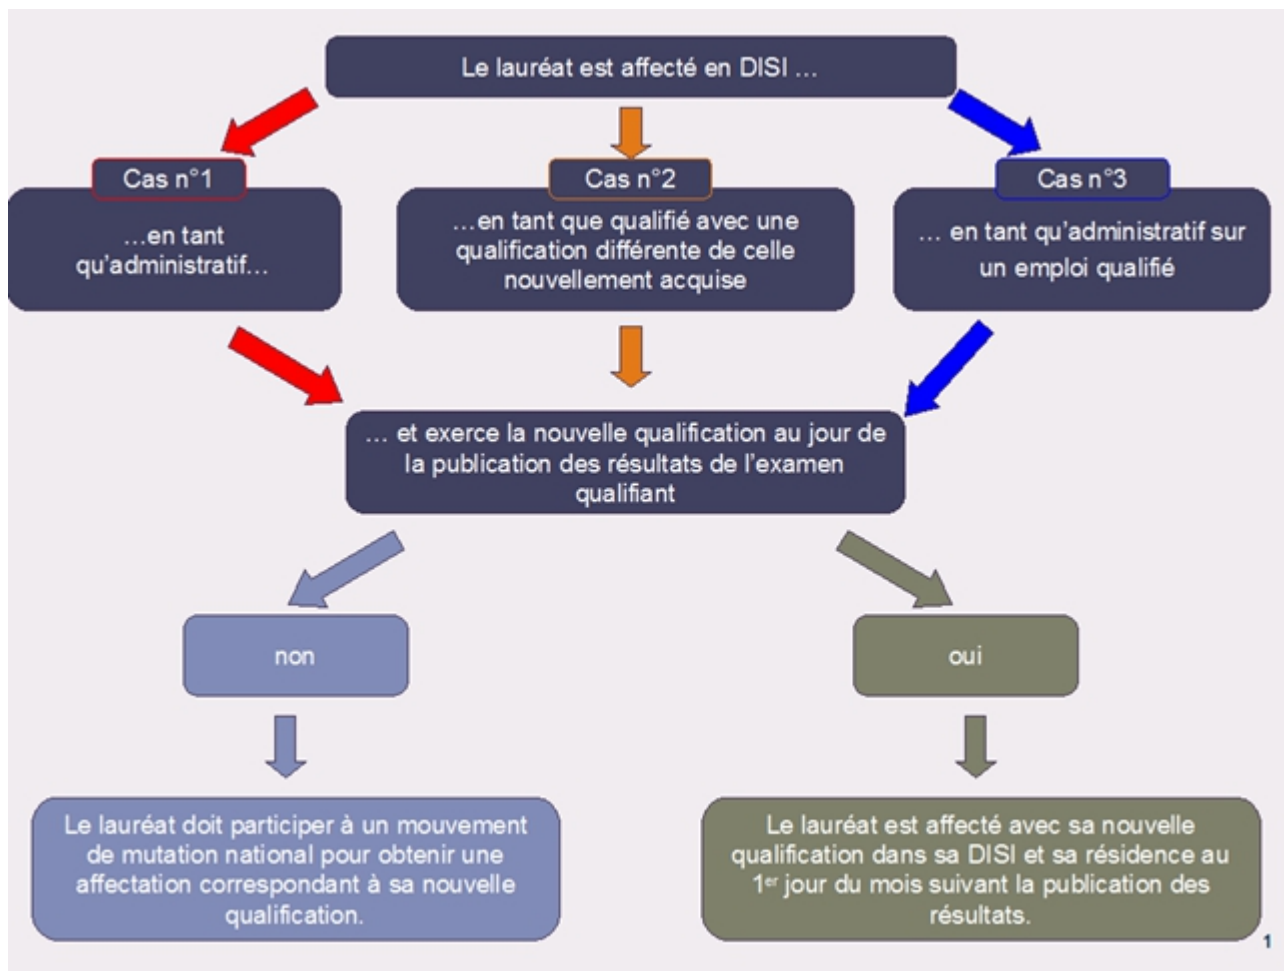 Le lauréat est affecté en DISI …
Cas n°1
…en tant
qu’administratif…
Cas n°2
…en tant que qualifié avec une
qualification différente de celle
nouvellement acquise
Cas n°3
… en tant qu’administratif sur
un emploi qualifié
… et exerce la nouvelle qualification au jour de
la publication des résultats de l’examen
qualifiant
non
oui
Le lauréat doit participer à un mouvement
de mutation national pour obtenir une
affectation correspondant à sa nouvelle
qualification.
Le lauréat est affecté avec sa nouvelle
qualification dans sa DISI et sa résidence au
1er jour du mois suivant la publication des
résultats.
1